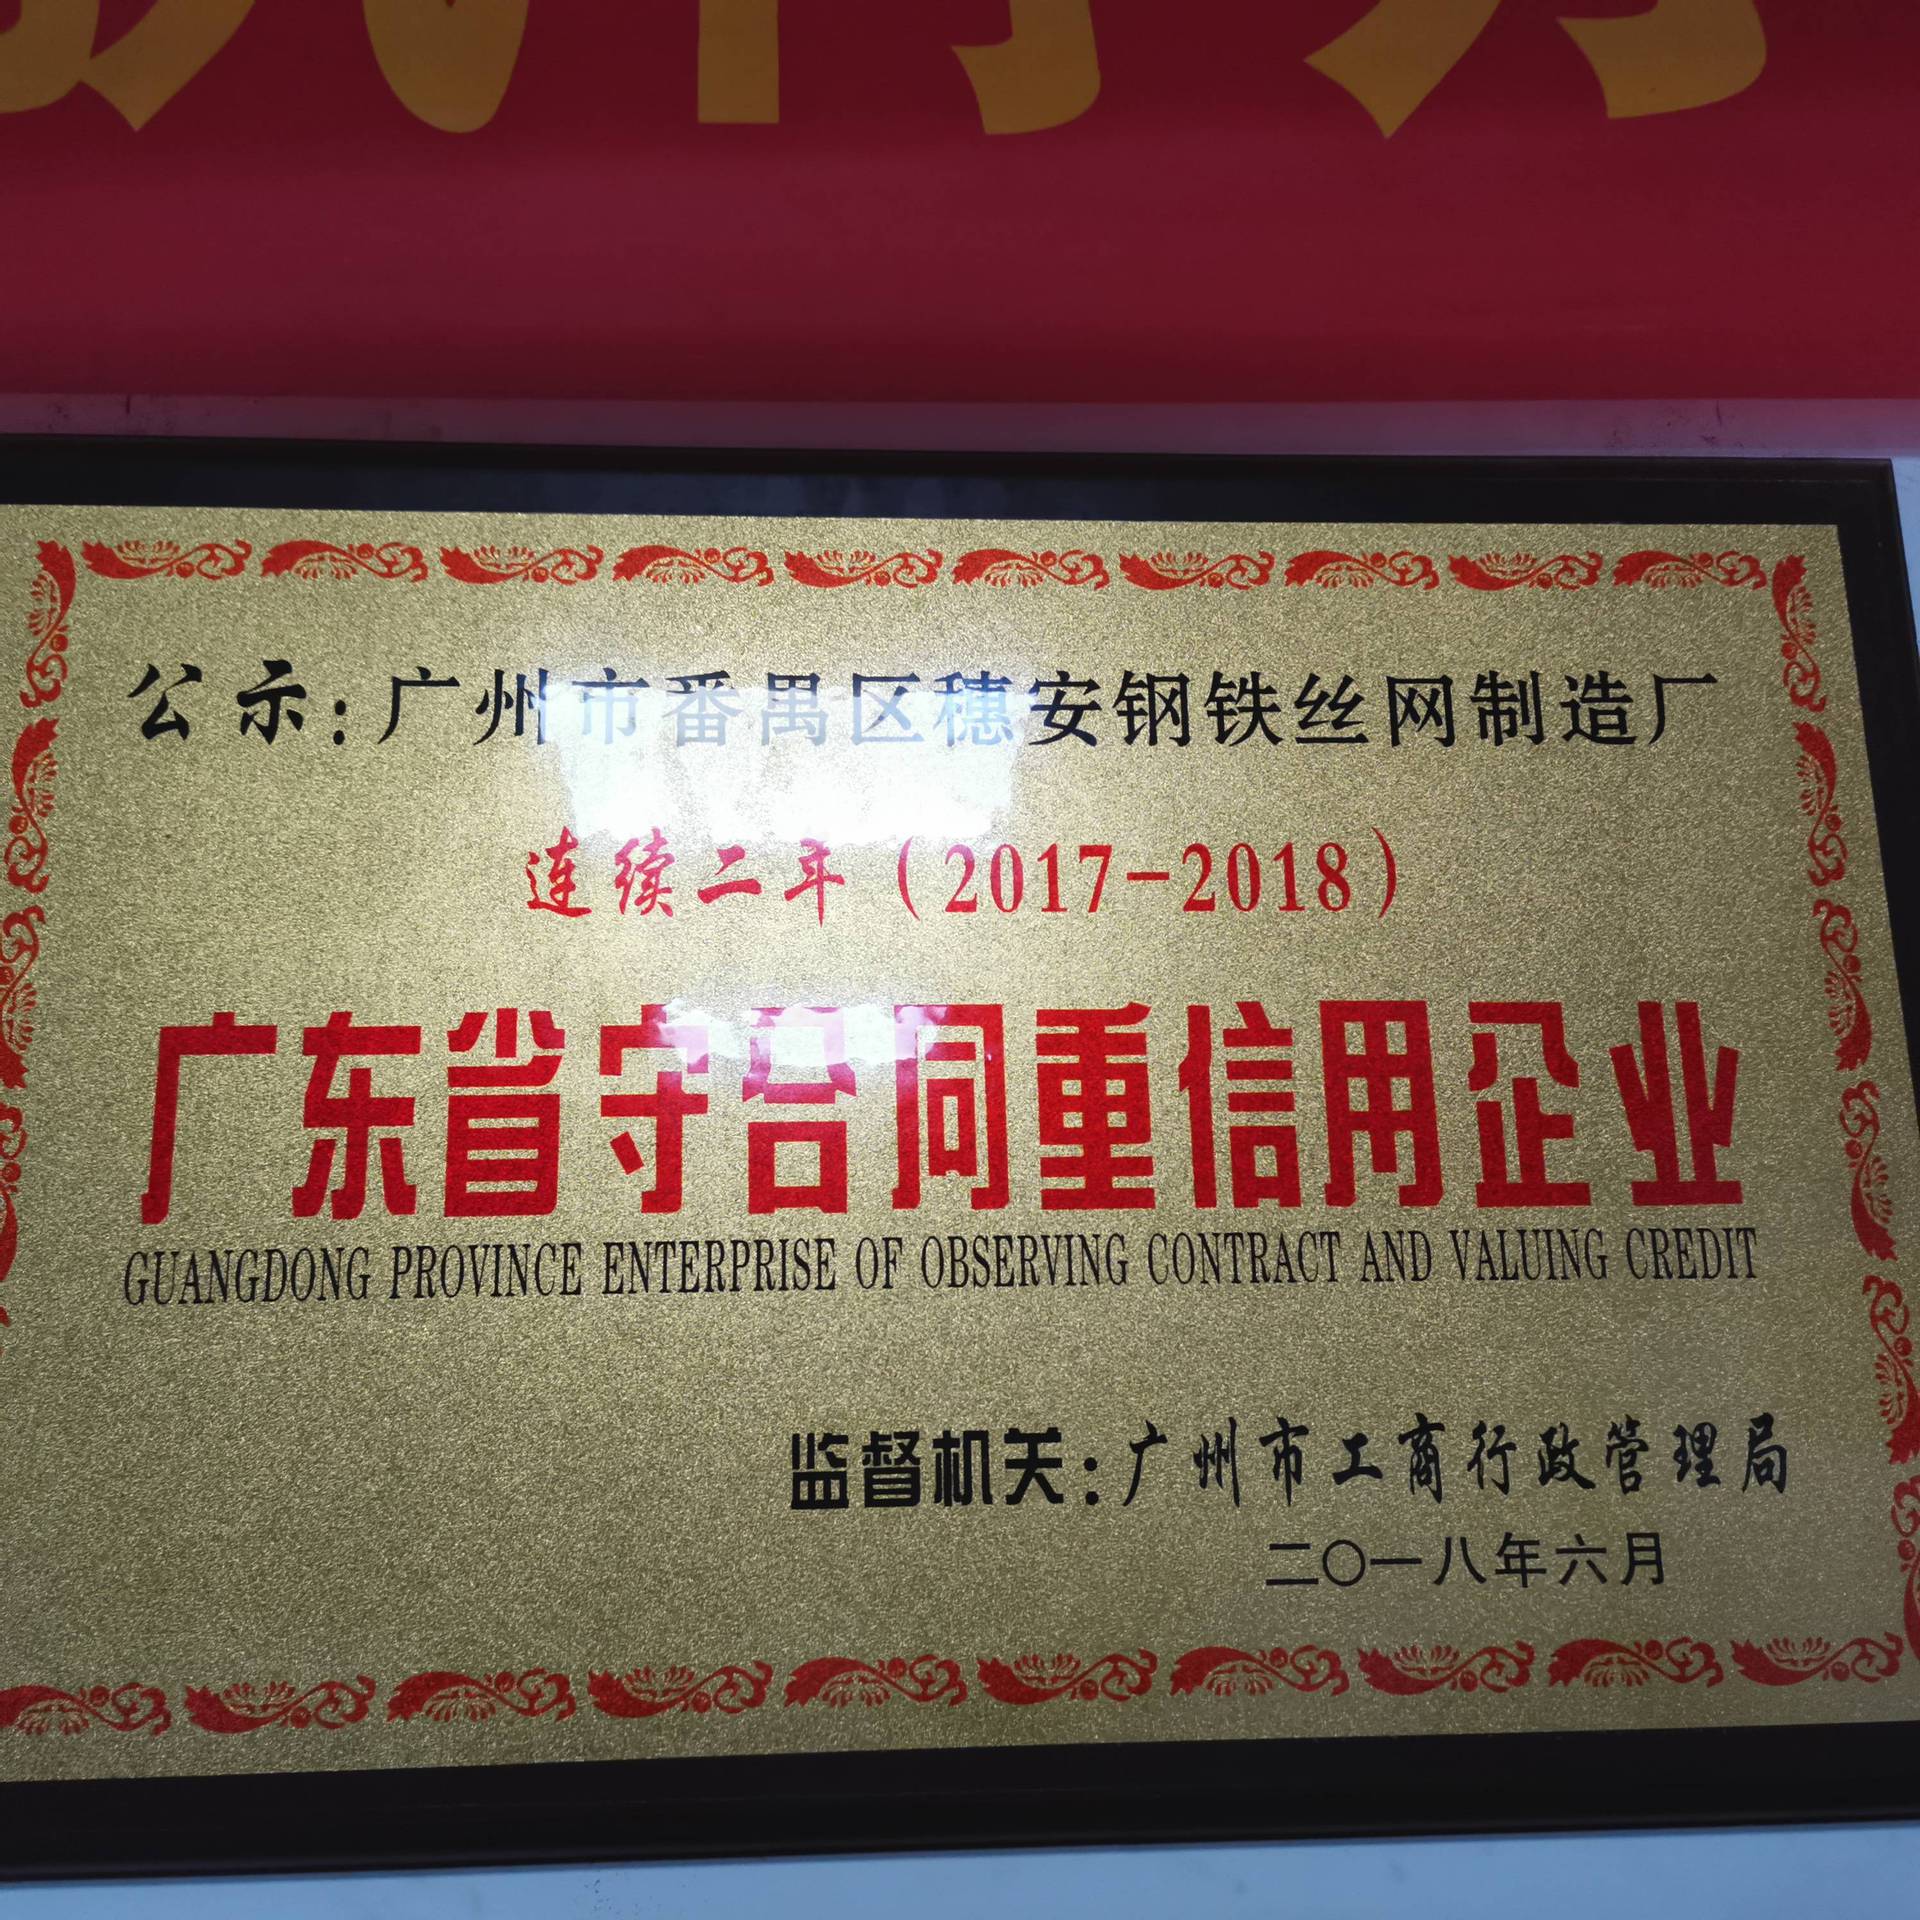 公示:广州市番禺区穗安钢铁丝网制造厂
连续二年(2017-2018)
广东省守合同重信用企业
GUANGDONG PROVINCE ENTERPRISE OF OBSERVING CONTRACT AND VALUING CREDIT
监督机关:广州市工商行政管理局
二〇一八年六月